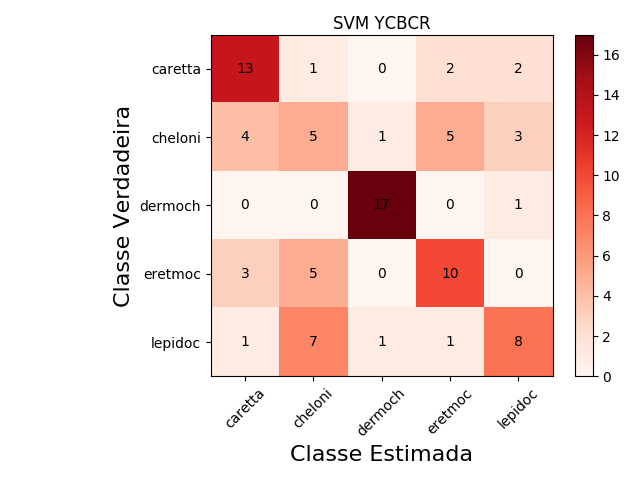 SVM YCBCR
caretta 13 1 0 2 2
cheloni 4 5 1 5 3
dermoch 0 0 17 0 1
eretmoc 3 5 0 10 0
lepidoc 1 7 1 1 8
caretta cheloni dermoch eretmoc lepidoc
Classe Estimada
Classe Verdadeira
16
14
12
10
8
6
4
2
0